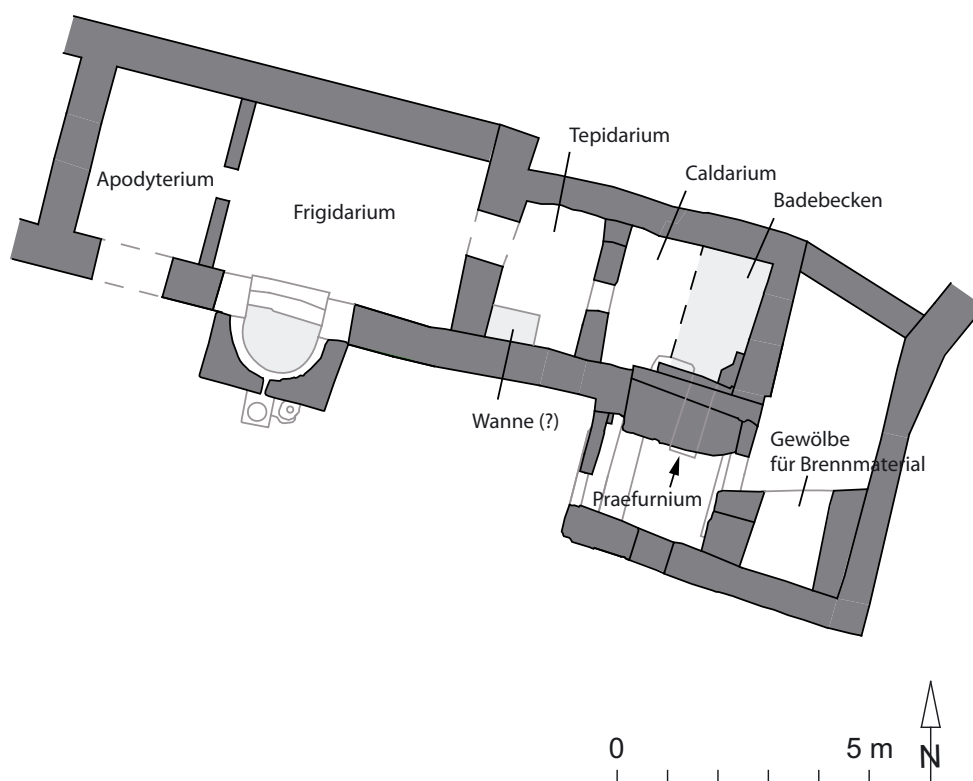 Tepidarium
Caldarium
Badebecken
Apodyterium
Frigidarium
Wanne (?)
Gewölbe
für Brennmaterial
Praefurnium
0 5 m
N